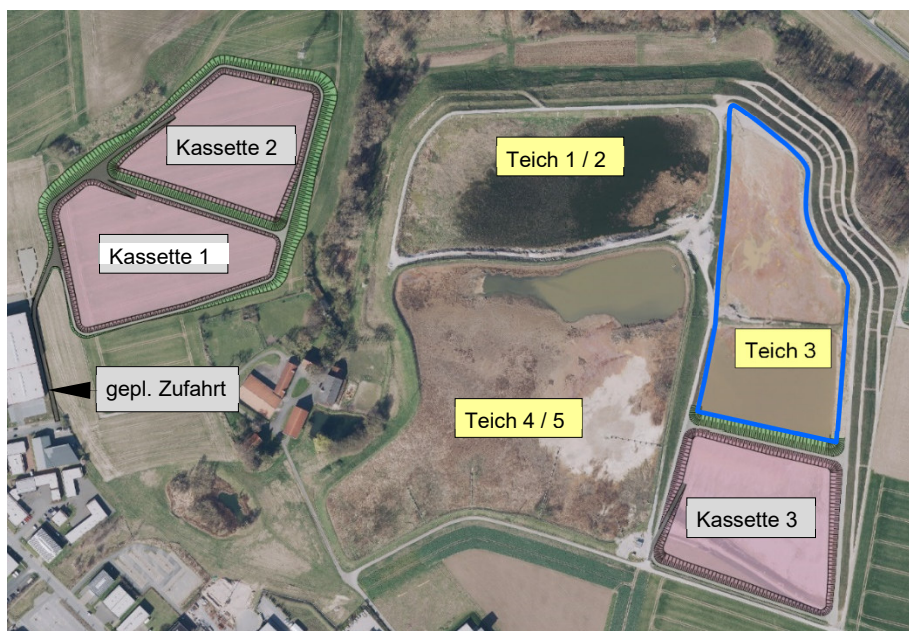 Kassette 2
Teich 1 / 2
Kassette 1
Teich 3
gepl. Zufahrt
Teich 4 / 5
Kassette 3